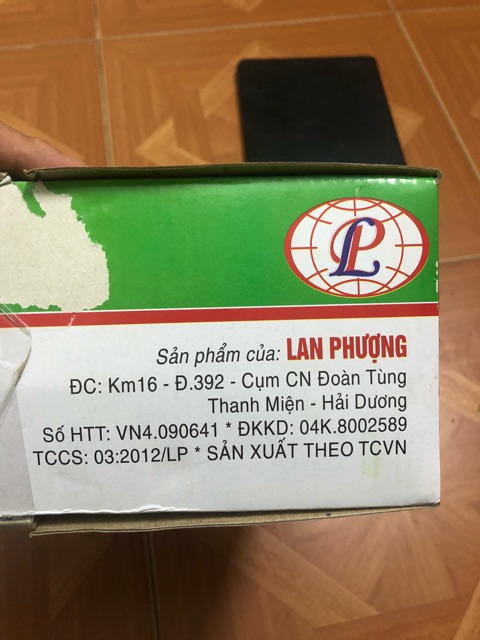 LP
Sản phẩm của: LAN PHƯỢNG
ĐC: Km16 - Đ.392 - Cụm CN Đoàn Tùng
Thanh Miện - Hải Dương
Số HTT: VN4.090641 * ĐKKD: 04K.8002589
TCCS: 03:2012/LP * SẢN XUẤT THEO TCVN